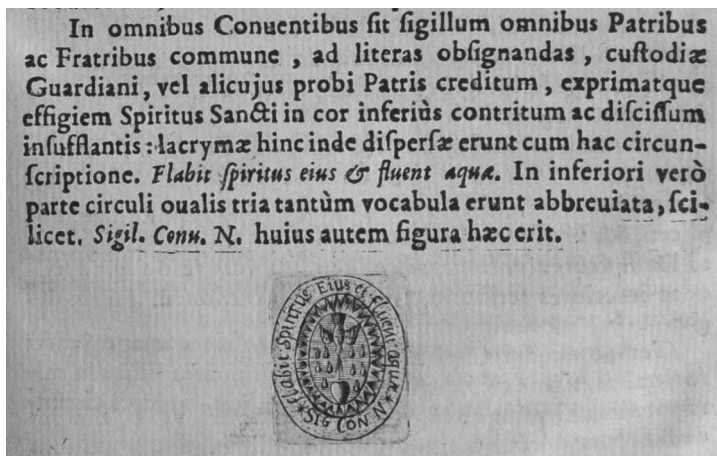 In omnibus Conuentibus ſit ſigillum omnibus Patribus
ac Fratribus commune , ad literas obſignandas , cuſtodiæ
Guardiani, vel alicujus probi Patris creditum , exprimatque
effigiem Spiritus Sancti in cor inferiùs contritum ac diſciſſum
inſufflantis : lacrymæ hinc inde diſperſæ erunt cum hac circun-
ſcriptione. Flabit ſpiritus eius & fluent aquæ. In inferiori verò
parte circuli oualis tria tantùm vocabula erunt abbreuiata, ſci-
licet. Sigil. Conu. N. huius autem figura hæc erit.
Flabit Spiritus Eius et Fluent aquæ
SIG CON N